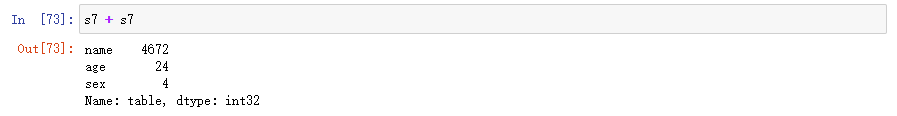 In [73]: s7 + s7
Out[73]: name 4672
age 24
sex 4
Name: table, dtype: int32